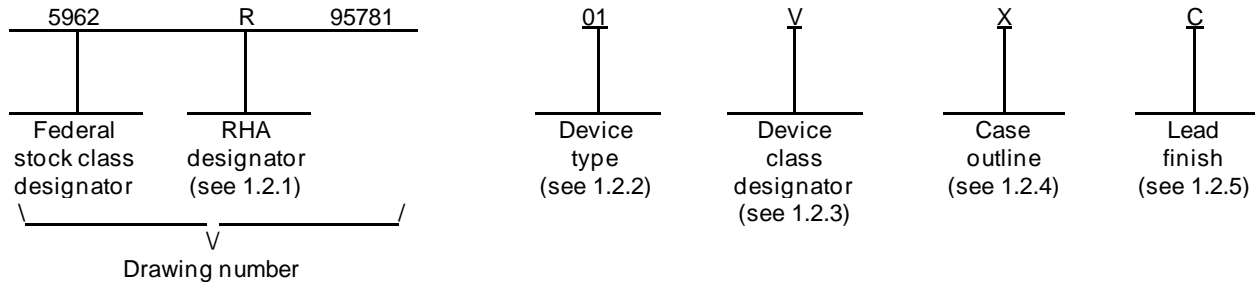 5962 R 95781 01 V X C
Federal RHA Device Device Case Lead
stock class designator type class outline finish
designator (see 1.2.1) (see 1.2.2) designator (see 1.2.4) (see 1.2.5)
(see 1.2.3)
Drawing number